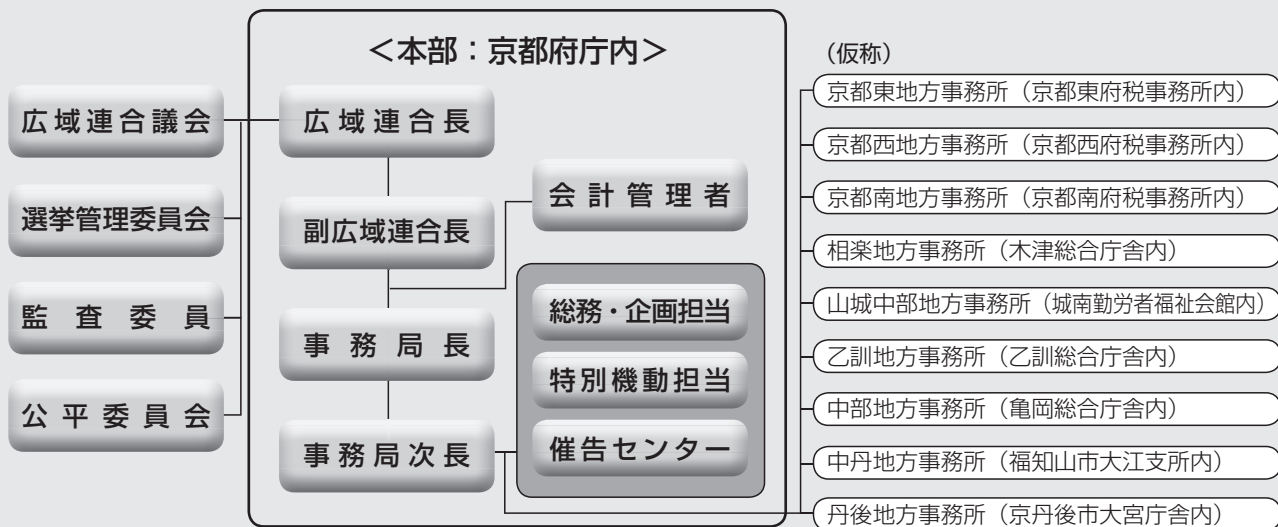 ＜本部：京都府庁内＞
広域連合議会
選挙管理委員会
監査委員
公平委員会
広域連合長
副広域連合長
事務局長
事務局次長
会計管理者
総務・企画担当
特別機動担当
催告センター
（仮称）
京都東地方事務所（京都東府税事務所内）
京都西地方事務所（京都西府税事務所内）
京都南地方事務所（京都南府税事務所内）
相楽地方事務所（木津総合庁舎内）
山城中部地方事務所（城南勤労者福祉会館内）
乙訓地方事務所（乙訓総合庁舎内）
中部地方事務所（亀岡総合庁舎内）
中丹地方事務所（福知山市大江支所内）
丹後地方事務所（京丹後市大宮庁舎内）